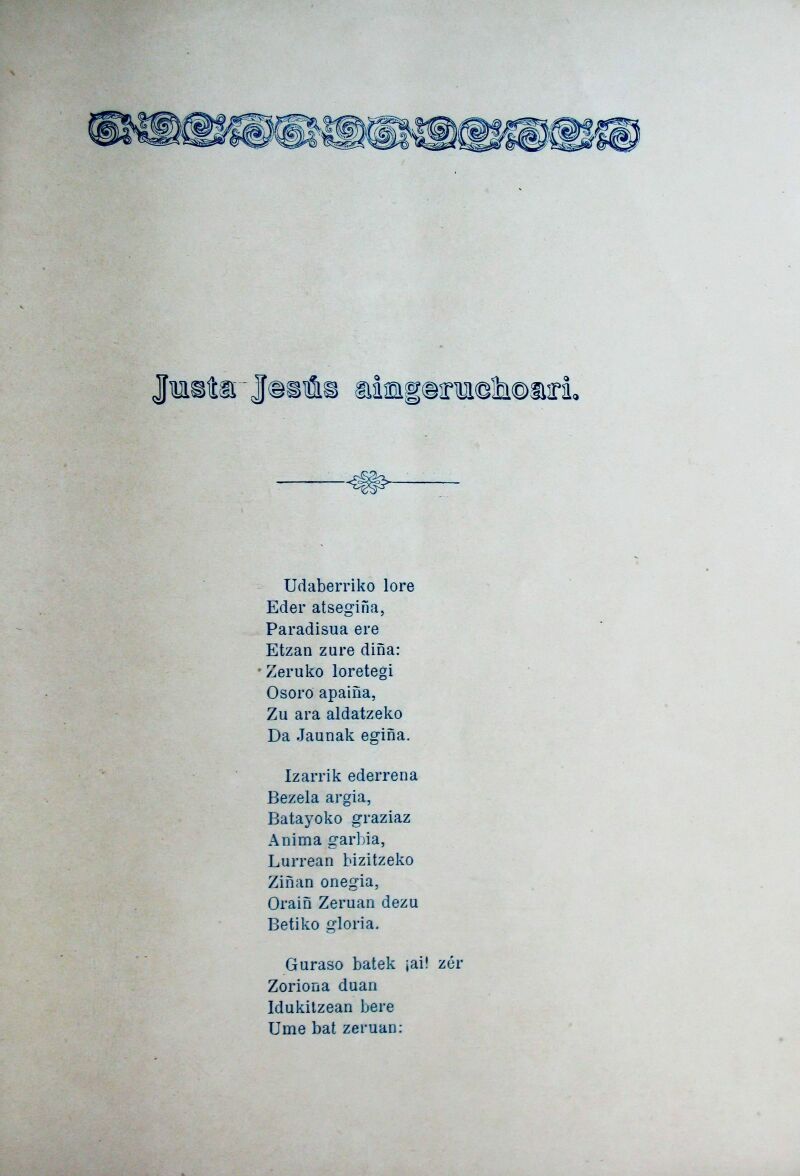 Justa Jesús aingeruchoari.
Udaberriko lore
Eder atsegiña,
Paradisua ere
Etzan zure diña:
Zeruko loretegi
Osoro apaiña,
Zu ara aldatzeko
Da Jaunak egiña.
Izarrik ederrena
Bezela argia,
Batayoko graziaz
Anima garbia,
Lurrean bizitzeko
Ziñan onegia,
Oraiñ Zeruan dezu
Betiko gloria.
Guraso batek ¡ai! zér
Zoriona duan
Idukitzean bere
Ume bat zeruan: